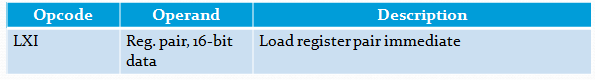 Opcode Operand Description
LXI Reg. pair, 16-bit Load register pair immediate
data